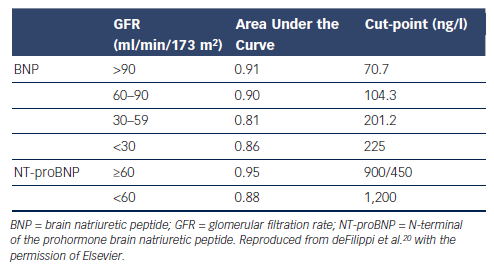 GFR Area Under the Cut-point (ng/l)
(ml/min/173 m²) Curve
BNP >90 0.91 70.7
60–90 0.90 104.3
30–59 0.81 201.2
<30 0.86 225
NT-proBNP ≥60 0.95 900/450
<60 0.88 1,200
BNP = brain natriuretic peptide; GFR = glomerular filtration rate; NT-proBNP = N-terminal
of the prohormone brain natriuretic peptide. Reproduced from deFilippi et al.²⁰ with the
permission of Elsevier.